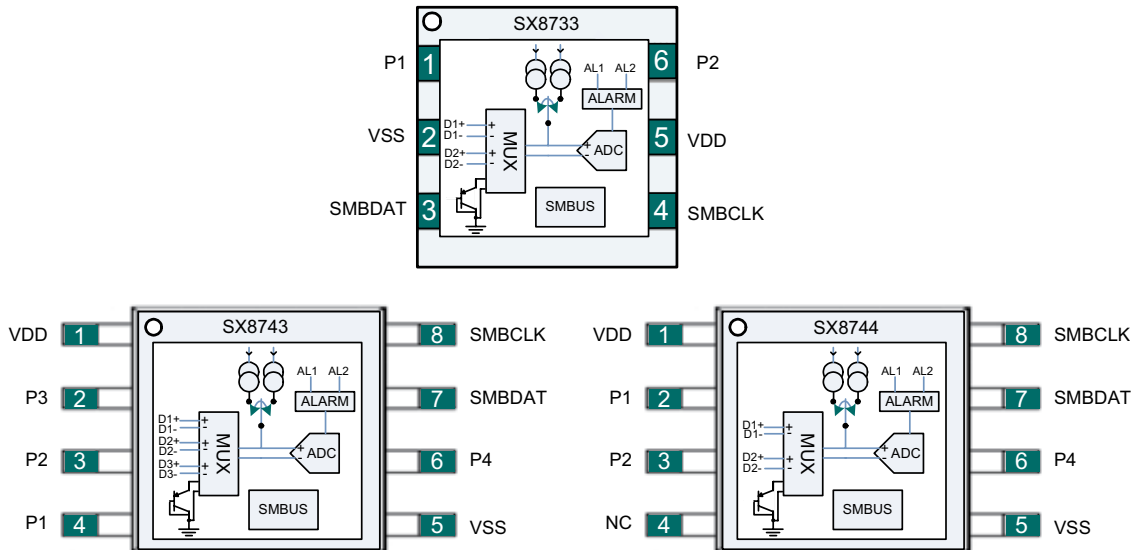 SX8733
P1 1 6 P2
AL1 AL2
ALARM
VSS 2 5 VDD
D1+ +
D1- -
D2+ +
D2- -
MUX
+
-
ADC
SMBDAT 3 4 SMBCLK
SMBUS
SX8743
VDD 1 8 SMBCLK
AL1 AL2
P3 2 7 SMBDAT
ALARM
D1+ +
D1- -
D2+ +
D2- -
D3+ +
D3- -
MUX
+
-
ADC
P2 3 6 P4
SMBUS
P1 4 5 VSS
SX8744
VDD 1 8 SMBCLK
AL1 AL2
P1 2 7 SMBDAT
ALARM
D1+ +
D1- -
D2+ +
D2- -
MUX
+
-
ADC
P2 3 6 P4
SMBUS
NC 4 5 VSS